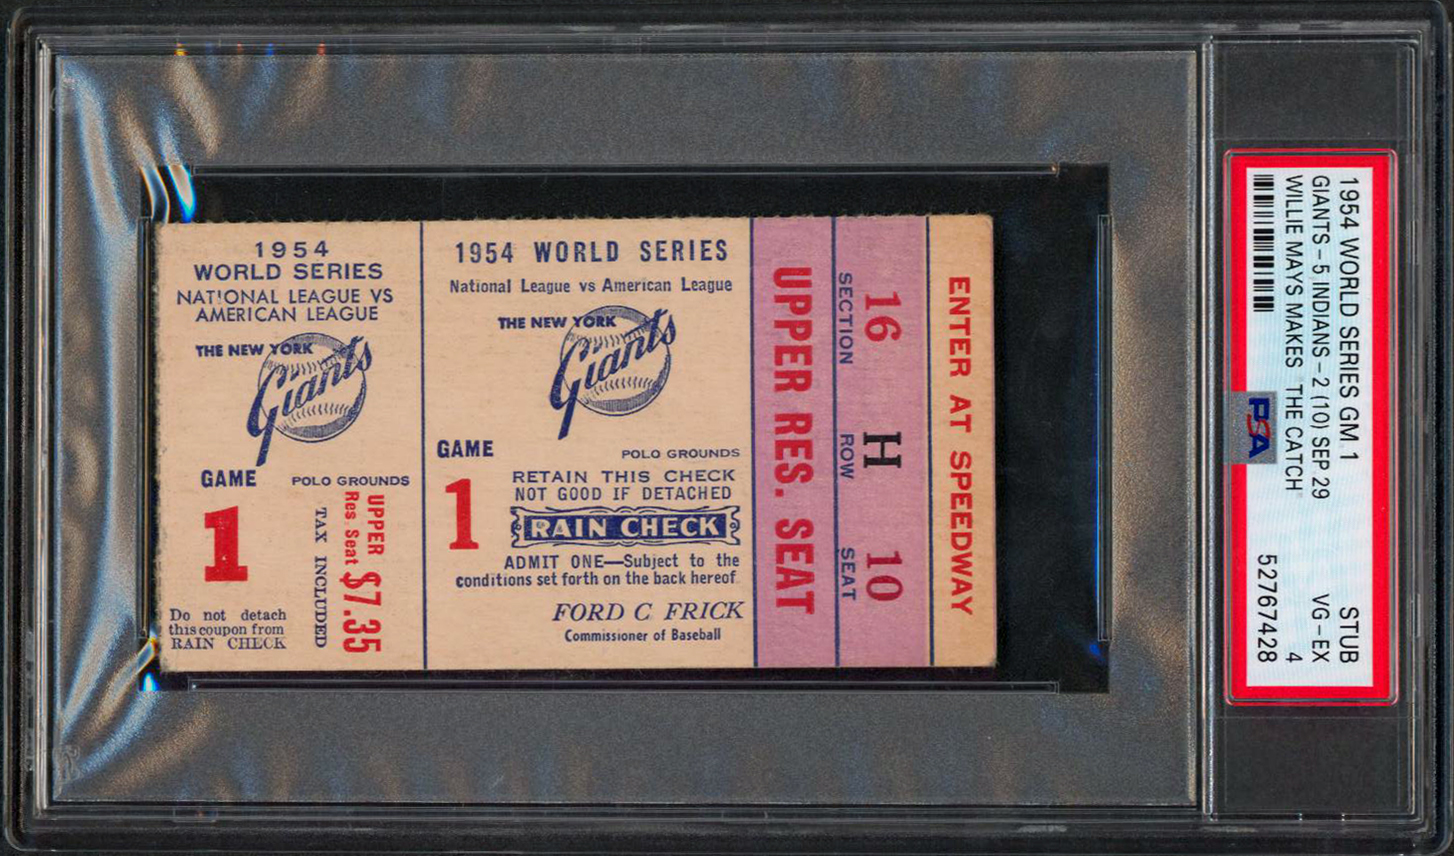 1954
WORLD SERIES
NATIONAL LEAGUE VS
AMERICAN LEAGUE
THE NEW YORK
Giants
GAME
POLO GROUNDS
1
UPPER
Res. Seat $7.35
TAX INCLUDED
Do not detach
this coupon from
RAIN CHECK
1954 WORLD SERIES
National League vs American League
THE NEW YORK
Giants
GAME
POLO GROUNDS
1
RETAIN THIS CHECK
NOT GOOD IF DETACHED
RAIN CHECK
ADMIT ONE—Subject to the
conditions set forth on the back hereof
FORD C FRICK
Commissioner of Baseball
UPPER RES. SEAT
16 H 10
SECTION ROW SEAT
ENTER AT SPEEDWAY
1954 WORLD SERIES GM 1 STUB
GIANTS-5 INDIANS-2 (10) SEP 29 VG-EX
WILLIE MAYS MAKES "THE CATCH" 4
52767428
PSA